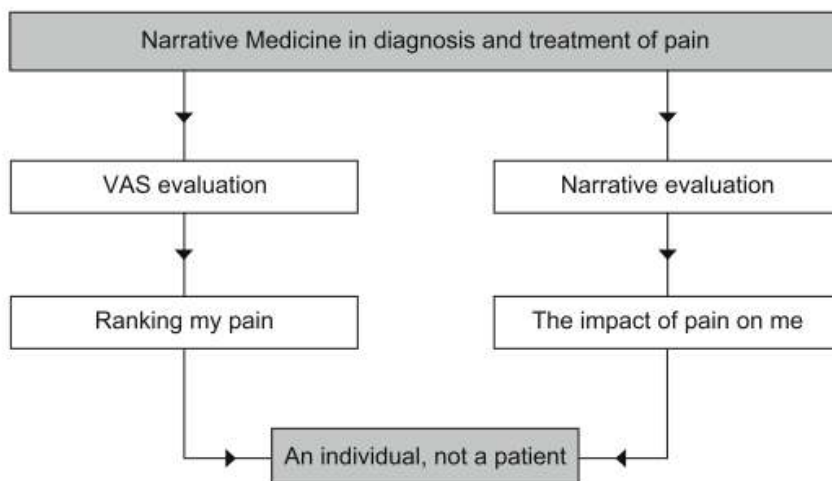 Narrative Medicine in diagnosis and treatment of pain
VAS evaluation
Narrative evaluation
Ranking my pain
The impact of pain on me
An individual, not a patient